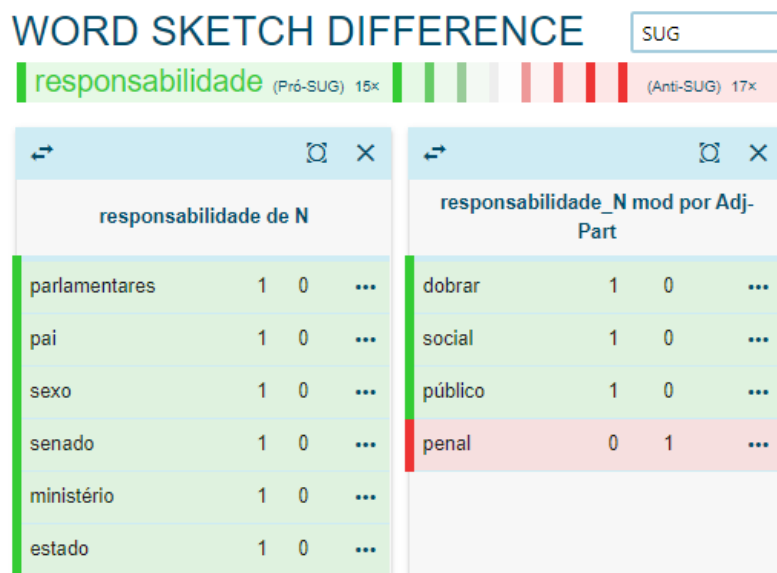 WORD SKETCH DIFFERENCE SUG
responsabilidade (Pró-SUG) 15× (Anti-SUG) 17×
responsabilidade de N
parlamentares 1 0
pai 1 0
sexo 1 0
senado 1 0
ministério 1 0
estado 1 0
responsabilidade_N mod por Adj-
Part
dobrar 1 0
social 1 0
público 1 0
penal 0 1